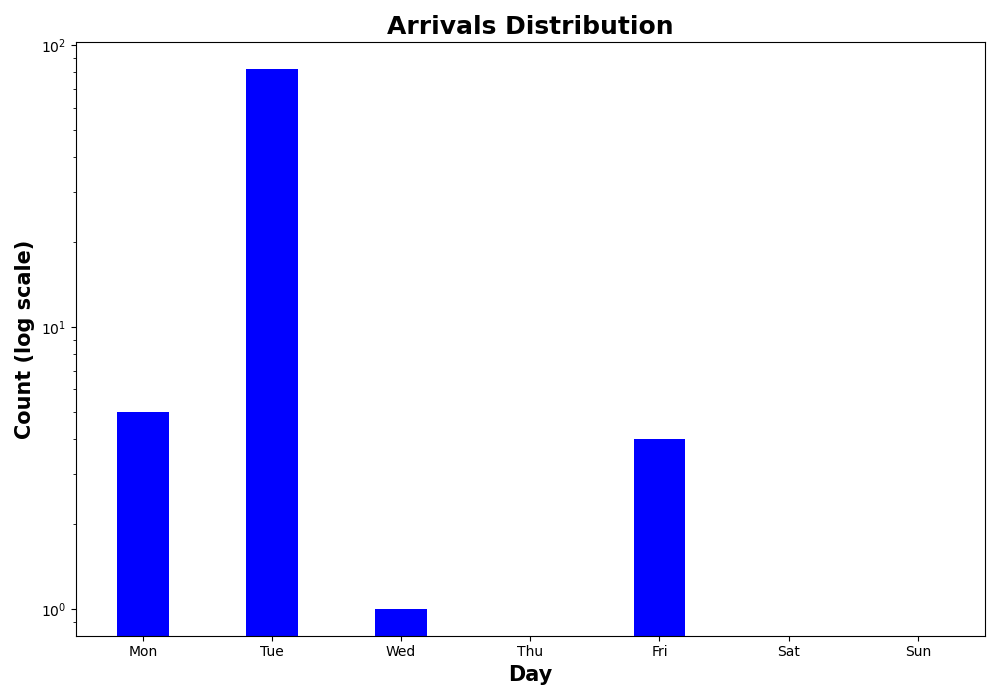 Arrivals Distribution
Count (log scale)
10²
10¹
10⁰
Mon Tue Wed Thu Fri Sat Sun
Day